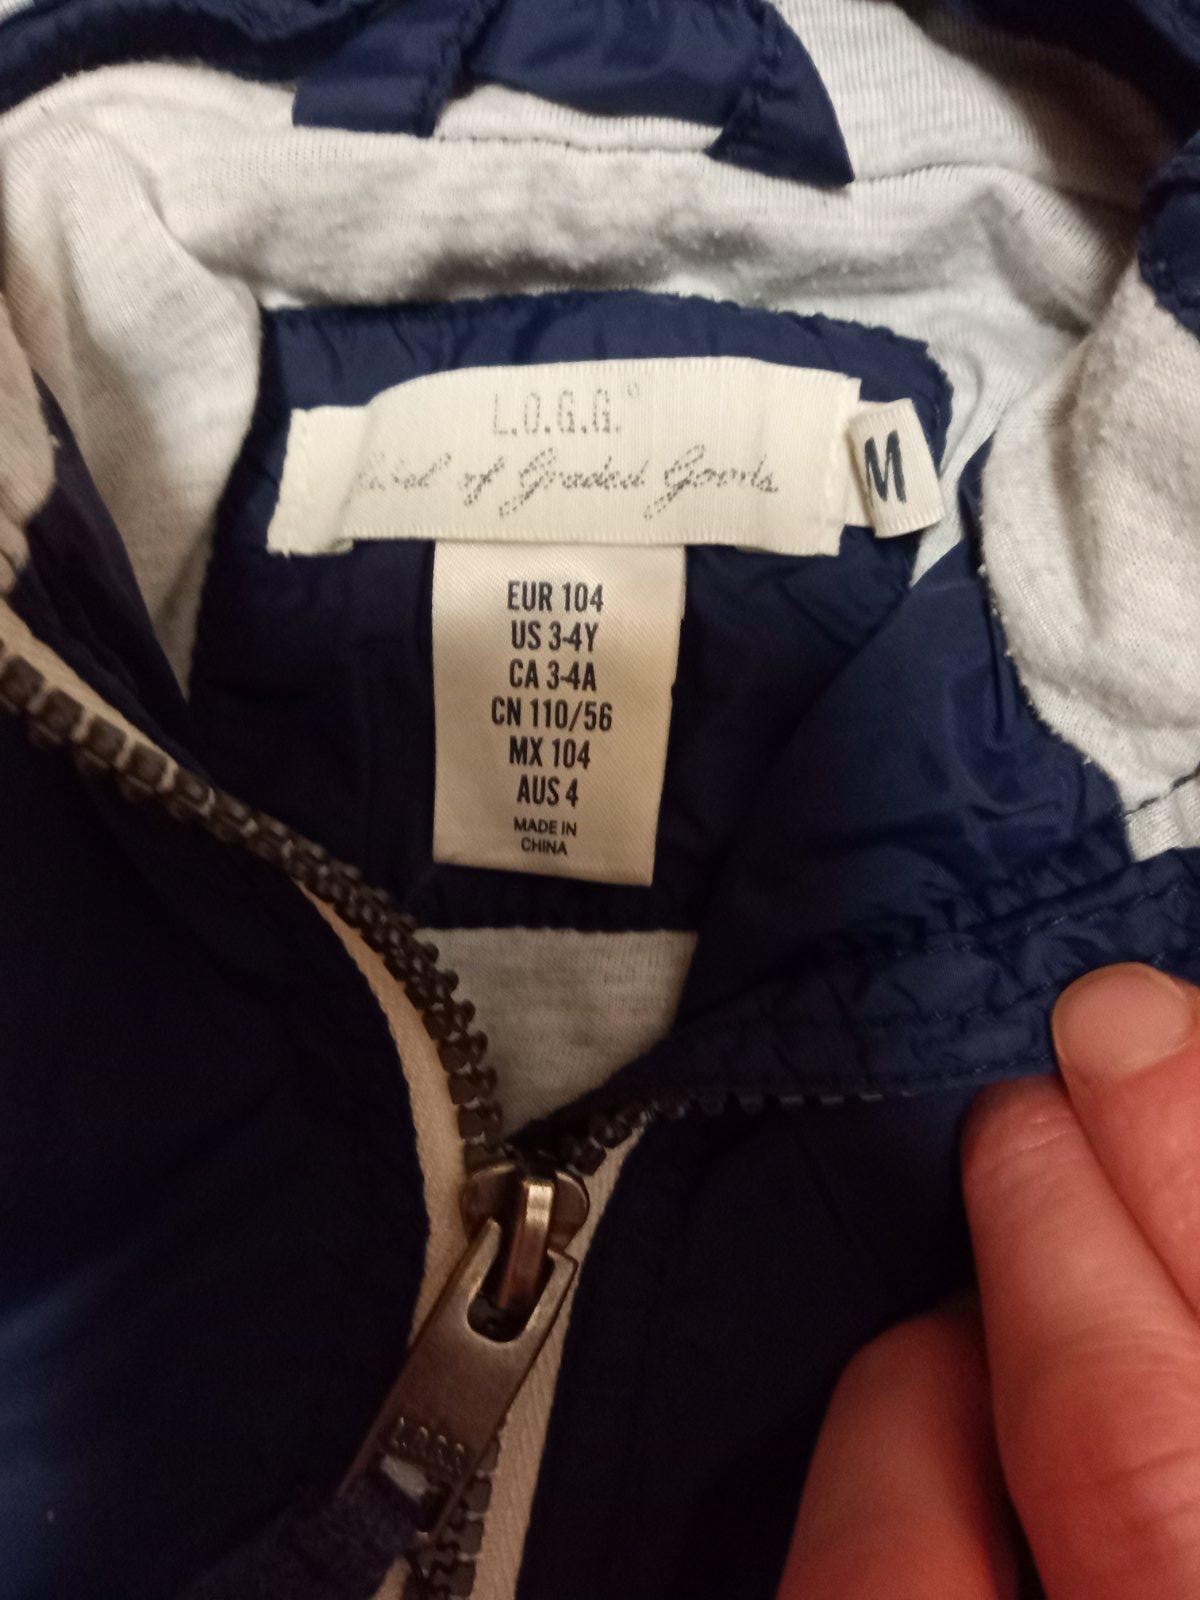 L.O.G.G.®
Label of Graded Goods
M
EUR 104
US 3-4Y
CA 3-4A
CN 110/56
MX 104
AUS 4
MADE IN
CHINA
L.O.G.G.